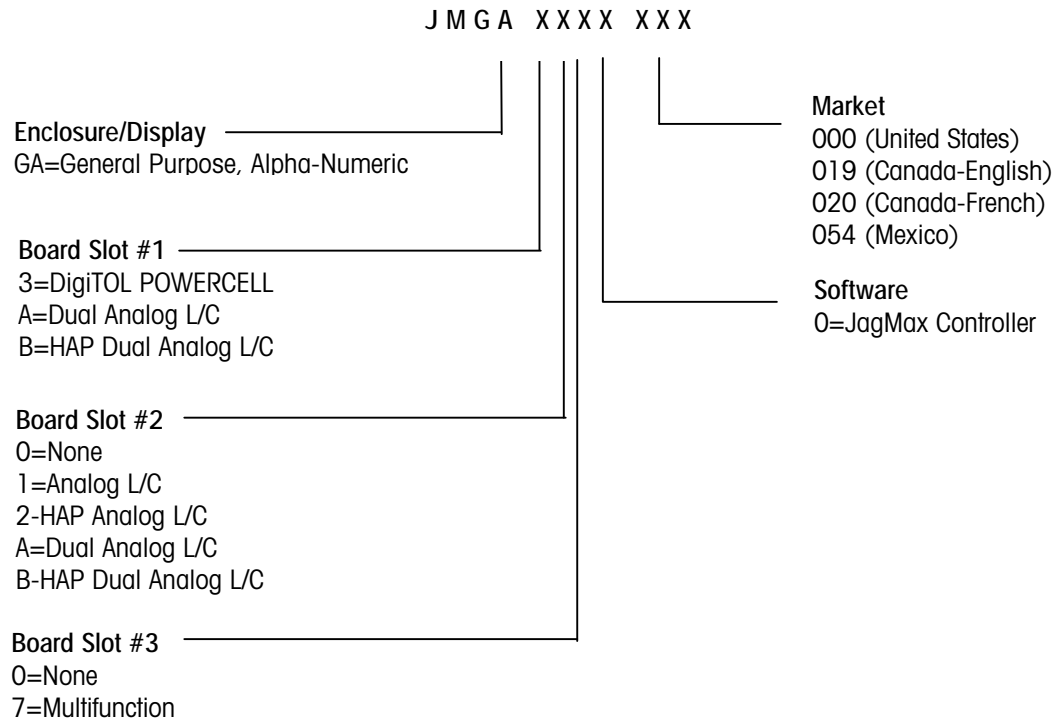 JMGA XXXX XXX
Enclosure/Display
GA=General Purpose, Alpha-Numeric
Board Slot #1
3=DigiTOL POWERCELL
A=Dual Analog L/C
B=HAP Dual Analog L/C
Board Slot #2
0=None
1=Analog L/C
2-HAP Analog L/C
A=Dual Analog L/C
B-HAP Dual Analog L/C
Board Slot #3
0=None
7=Multifunction
Market
000 (United States)
019 (Canada-English)
020 (Canada-French)
054 (Mexico)
Software
0=JagMax Controller